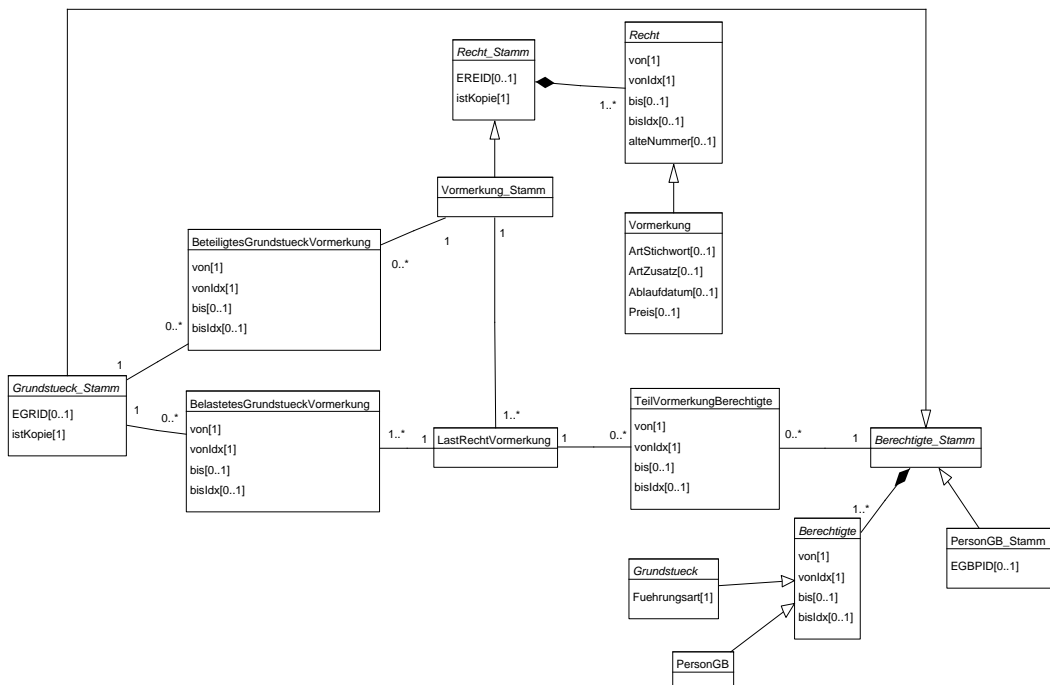 Recht_Stamm
EREID[0..1]
istKopie[1]
1..*
Recht
von[1]
vonIdx[1]
bis[0..1]
bisIdx[0..1]
alteNummer[0..1]
Vormerkung_Stamm
1
1
Vormerkung
ArtStichwort[0..1]
ArtZusatz[0..1]
Ablaufdatum[0..1]
Preis[0..1]
BeteiligtesGrundstueckVormerkung
von[1]
vonIdx[1]
bis[0..1]
bisIdx[0..1]
0..*
0..*
1
Grundstueck_Stamm
EGRID[0..1]
istKopie[1]
1
0..*
BelastetesGrundstueckVormerkung
von[1]
vonIdx[1]
bis[0..1]
bisIdx[0..1]
1..*
1
1..*
LastRechtVormerkung
1
0..*
TeilVormerkungBerechtigte
von[1]
vonIdx[1]
bis[0..1]
bisIdx[0..1]
0..*
1
Berechtigte_Stamm
1..*
Berechtigte
von[1]
vonIdx[1]
bis[0..1]
bisIdx[0..1]
PersonGB_Stamm
EGBPID[0..1]
Grundstueck
Fuehrungsart[1]
PersonGB